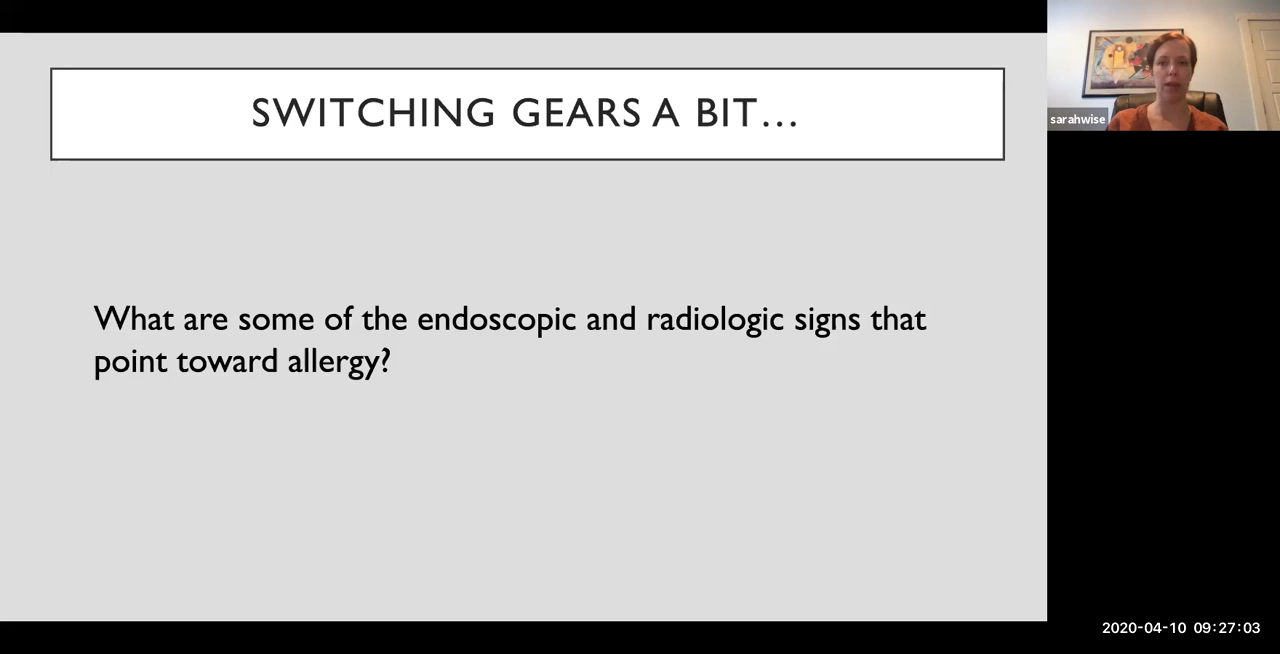 SWITCHING GEARS A BIT…
sarahwise
What are some of the endoscopic and radiologic signs that
point toward allergy?
2020-04-10 09:27:03